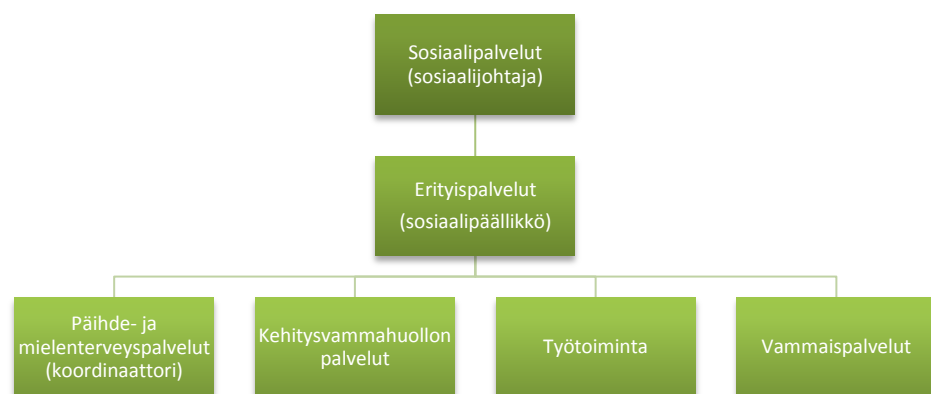 Sosiaalipalvelut
(sosiaalijohtaja)
Erityispalvelut
(sosiaalipäällikkö)
Päihde- ja
mielenterveyspalvelut
(koordinaattori)
Kehitysvammahuollon
palvelut
Työtoiminta
Vammaispalvelut